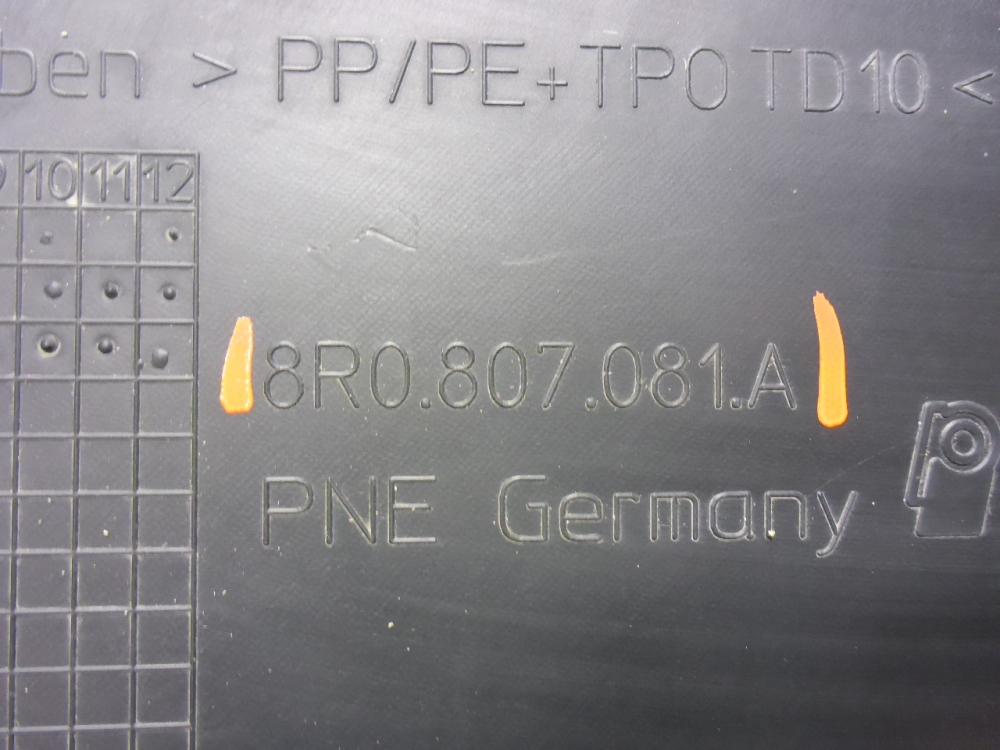 ben > PP/PE+TPO TD10 <
10 11 12
8R0.807.081.A
PNE Germany